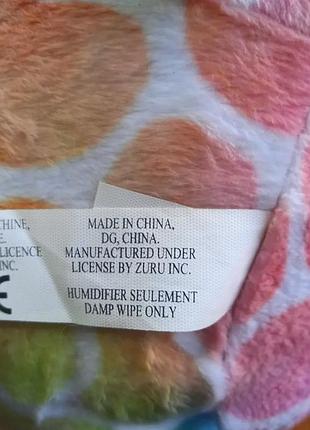 CHINE,
E.
LICENCE
INC.
CE
MADE IN CHINA,
DG, CHINA.
MANUFACTURED UNDER
LICENSE BY ZURU INC.
HUMIDIFIER SEULEMENT
DAMP WIPE ONLY